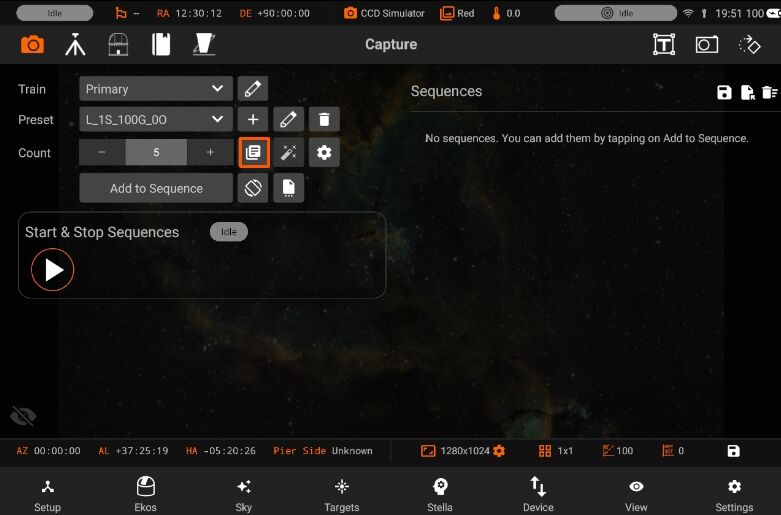 Idle – RA 12:30:12 DE +90:00:00 CCD Simulator Red 0.0 Idle 19:51 100
Capture
Train Primary
Sequences
Preset L_1S_100G_0O
No sequences. You can add them by tapping on Add to Sequence.
Count − 5 +
Add to Sequence
Start & Stop Sequences Idle
AZ 00:00:00 AL +37:25:19 HA -05:20:26 Pier Side Unknown 1280x1024 1x1 100 0
Setup Ekos Sky Targets Stella Device View Settings